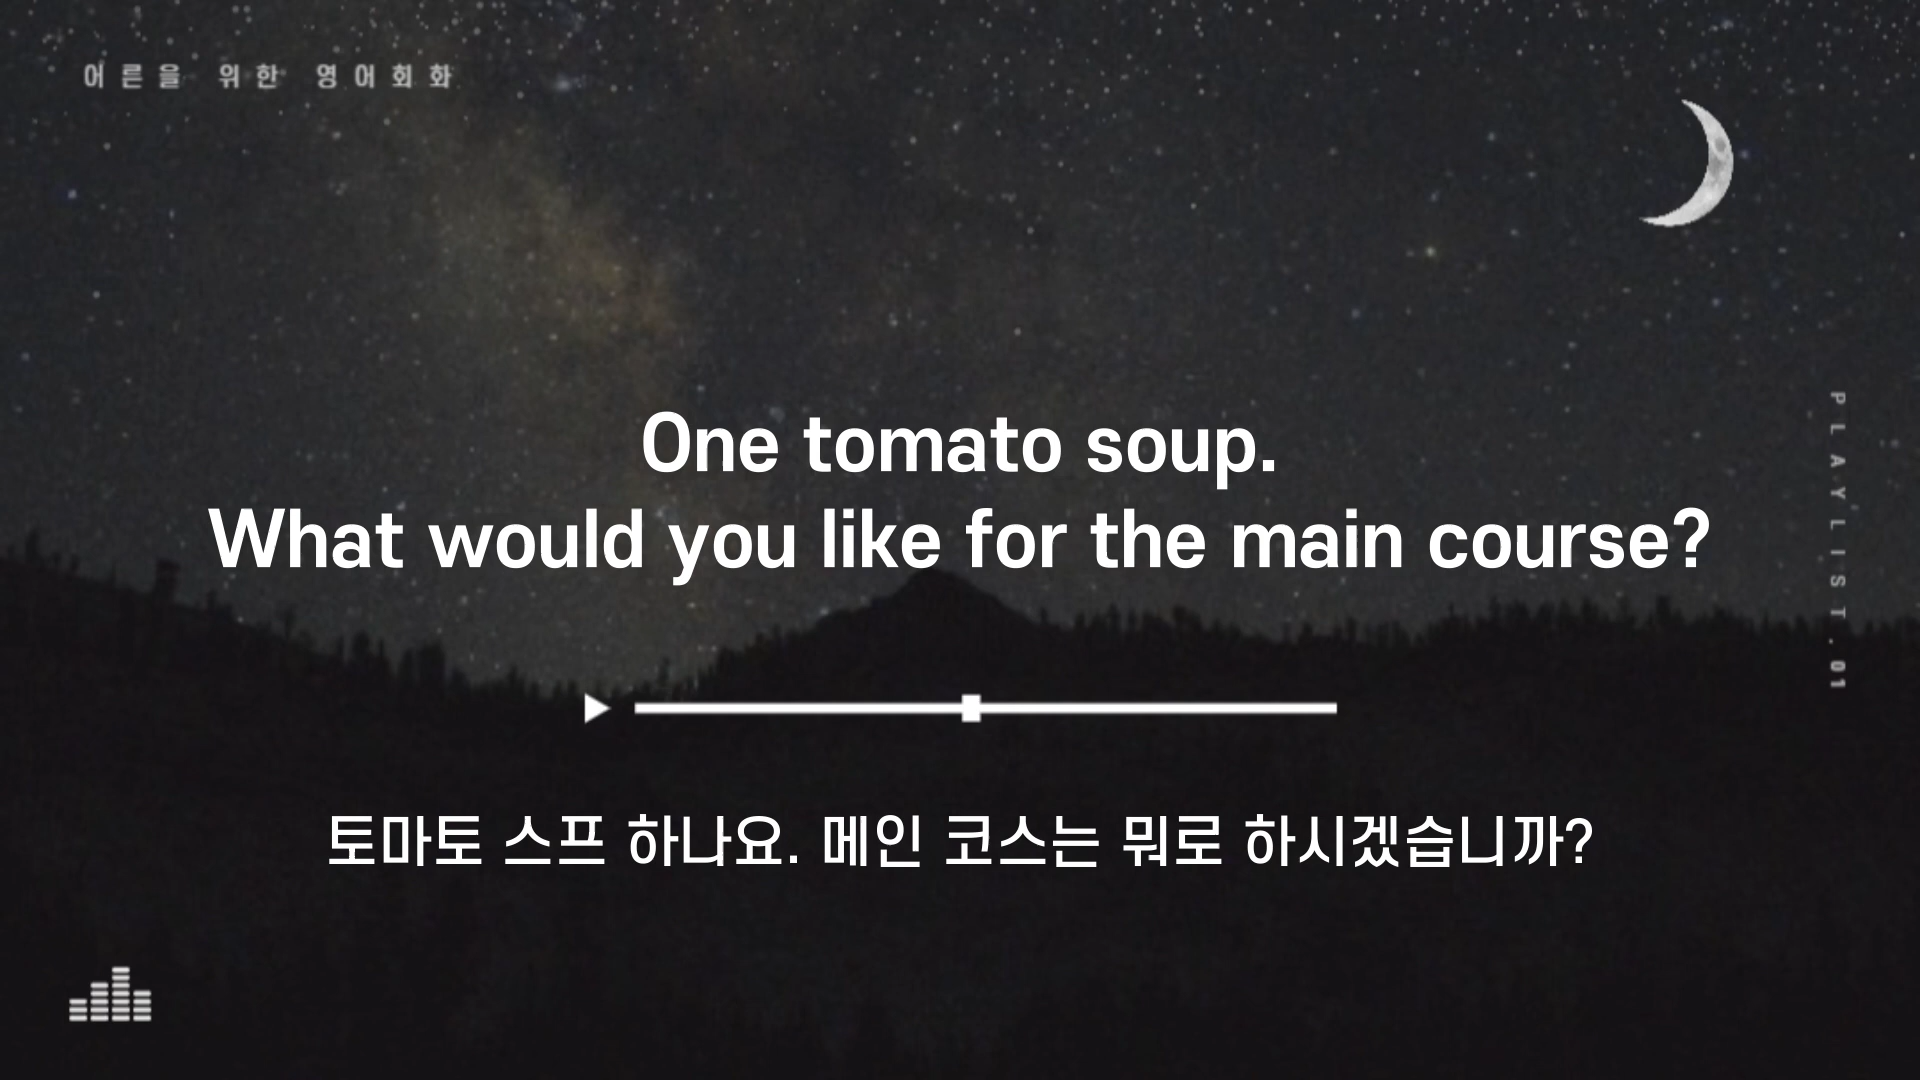 어른을 위한 영어회화
One tomato soup.
What would you like for the main course?
PLAYLIST.01
토마토 스프 하나요. 메인 코스는 뭐로 하시겠습니까?